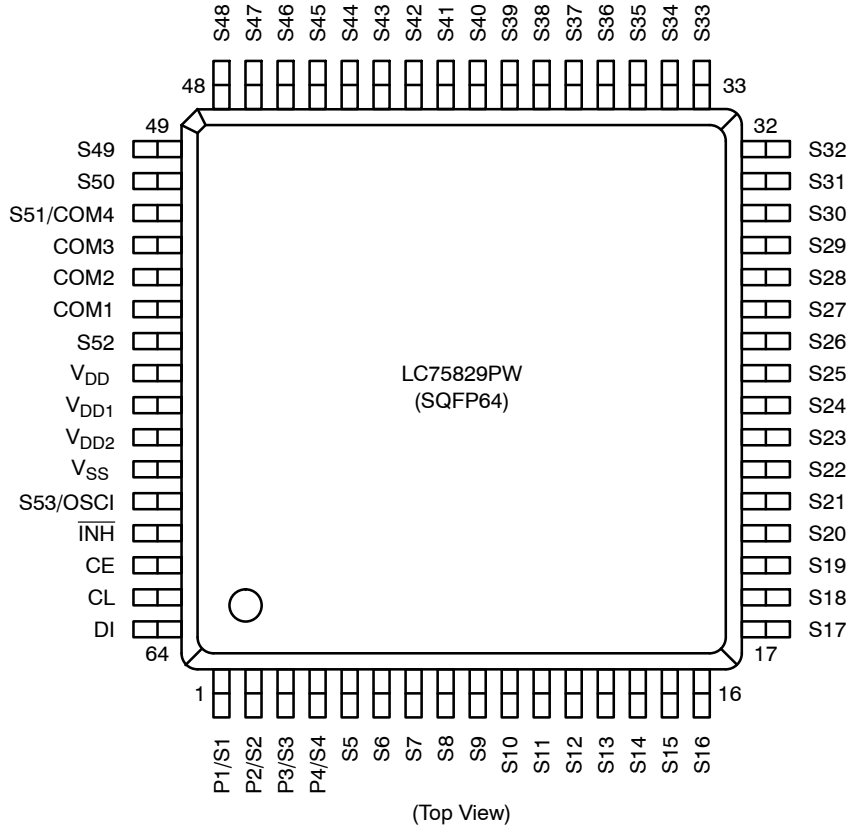 S48 S47 S46 S45 S44 S43 S42 S41 S40 S39 S38 S37 S36 S35 S34 S33
48 33
49 32
S49 S32
S50 S31
S51/COM4 S30
COM3 S29
COM2 S28
COM1 S27
S52 S26
VDD LC75829PW S25
VDD1 (SQFP64) S24
VDD2 S23
VSS S22
S53/OSCI S21
I̅N̅H̅ S20
CE S19
CL S18
DI S17
64 17
1 16
P1/S1 P2/S2 P3/S3 P4/S4 S5 S6 S7 S8 S9 S10 S11 S12 S13 S14 S15 S16
(Top View)